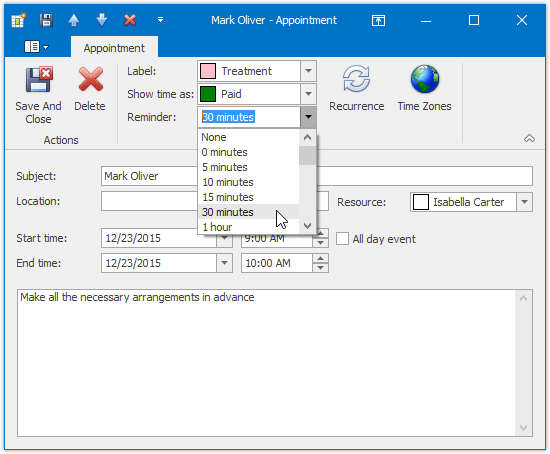 Mark Oliver - Appointment
Appointment
Save And Close
Delete
Actions
Label: Treatment
Show time as: Paid
Reminder: 30 minutes
Recurrence
Time Zones
None
0 minutes
5 minutes
10 minutes
15 minutes
30 minutes
1 hour
Subject: Mark Oliver
Location:
Resource: Isabella Carter
Start time: 12/23/2015 9:00 AM All day event
End time: 12/23/2015 10:00 AM
Make all the necessary arrangements in advance